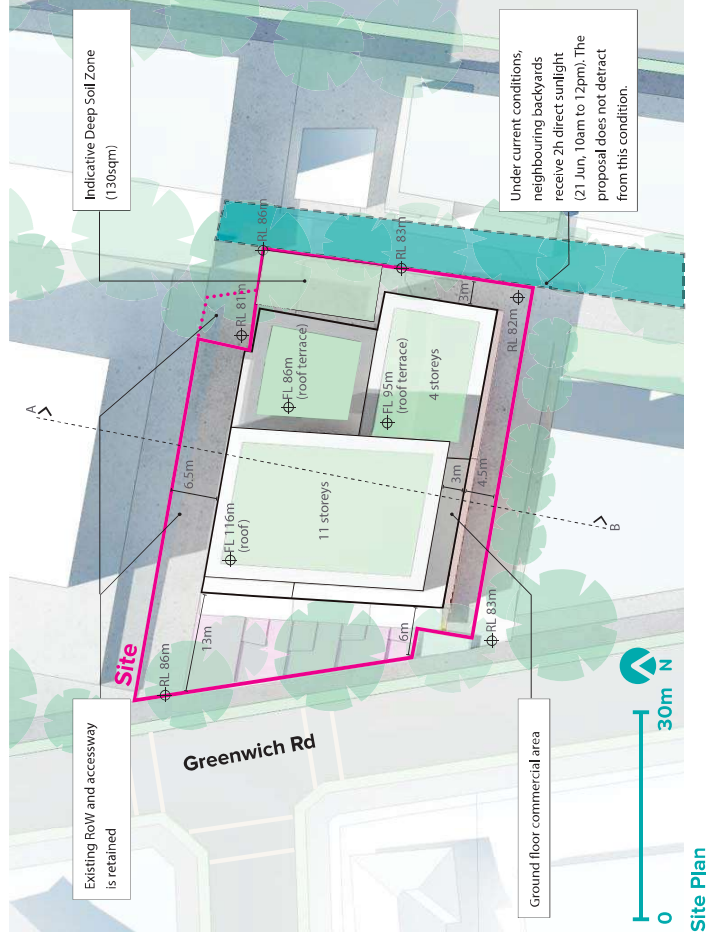 Indicative Deep Soil Zone
(130sqm)
Under current conditions,
neighbouring backyards
receive 2h direct sunlight
(21 Jun, 10am to 12pm). The
proposal does not detract
from this condition.
Existing RoW and accessway
is retained
Ground floor commercial area
Site
Greenwich Rd
RL 86m
RL 81m
RL 86m
RL 83m
RL 82m
RL 83m
A
B
6.5m
13m
6m
3m
4.5m
3m
FL 116m
(roof)
11 storeys
FL 86m
(roof terrace)
FL 95m
(roof terrace)
4 storeys
0
30m
N
Site Plan